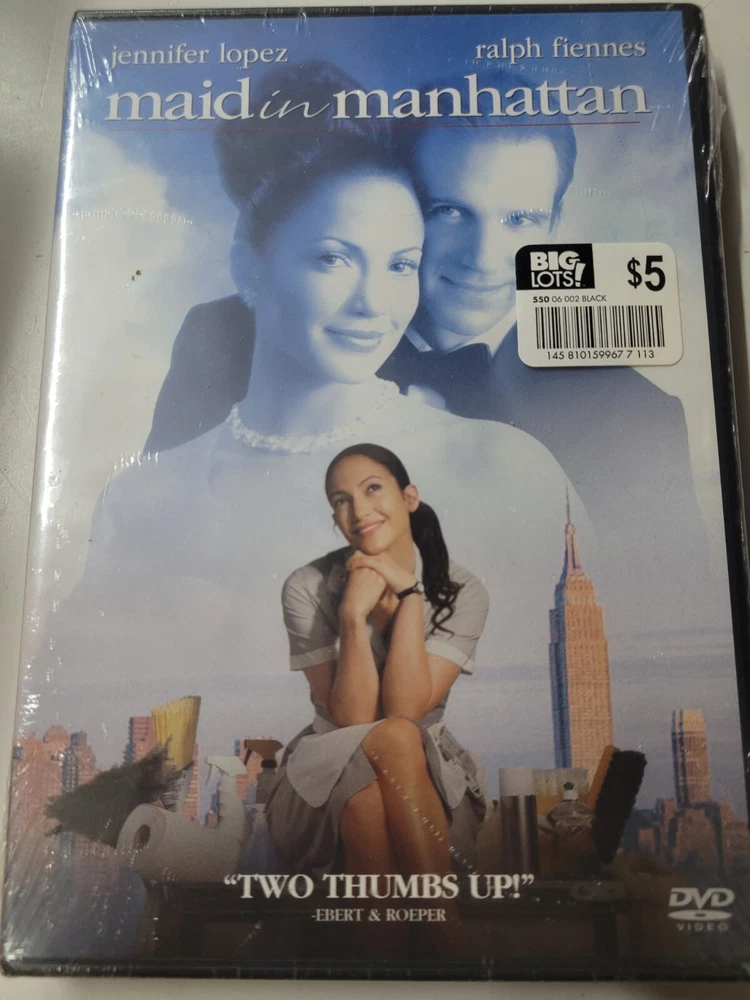 jennifer lopez
ralph fiennes
maid in manhattan
BIG
LOTS!
$5
550 06 002 BLACK
145 810159967 7 113
“TWO THUMBS UP!”
-EBERT & ROEPER
DVD
VIDEO